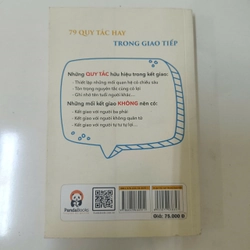 79 QUY TẮC HAY
TRONG GIAO TIẾP
Những QUY TẮC hữu hiệu trong kết giao:
- Thiết lập những mối quan hệ có chiều sâu
- Tôn trọng nguyên tắc cùng có lợi
- Ghi nhớ tên tuổi người khác...
Những mối kết giao KHÔNG nên có:
- Kết giao với người ba phải
- Kết giao với người không quân tử
- Kết giao với người tự tư tự lợi...
PandaBooks
Giá: 75.000 Đ